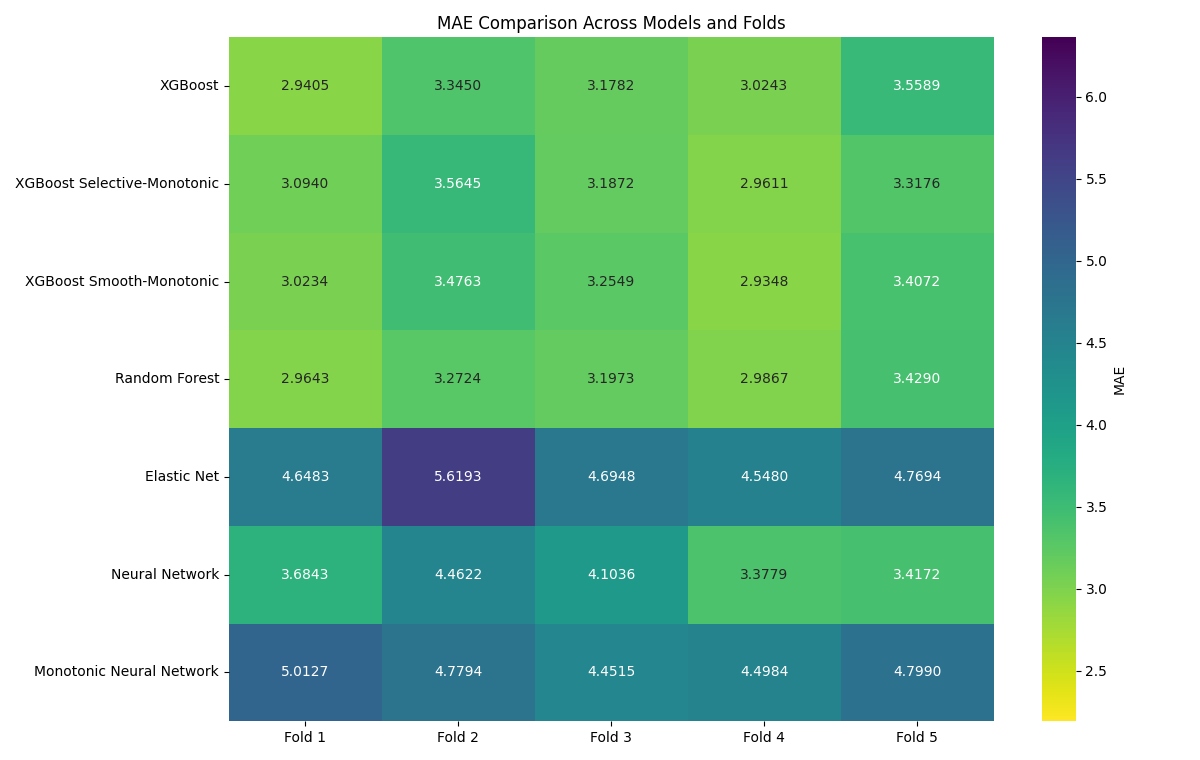 MAE Comparison Across Models and Folds
XGBoost 2.9405 3.3450 3.1782 3.0243 3.5589
XGBoost Selective-Monotonic 3.0940 3.5645 3.1872 2.9611 3.3176
XGBoost Smooth-Monotonic 3.0234 3.4763 3.2549 2.9348 3.4072
Random Forest 2.9643 3.2724 3.1973 2.9867 3.4290
Elastic Net 4.6483 5.6193 4.6948 4.5480 4.7694
Neural Network 3.6843 4.4622 4.1036 3.3779 3.4172
Monotonic Neural Network 5.0127 4.7794 4.4515 4.4984 4.7990
Fold 1 Fold 2 Fold 3 Fold 4 Fold 5
6.0
5.5
5.0
4.5
4.0
3.5
3.0
2.5
MAE